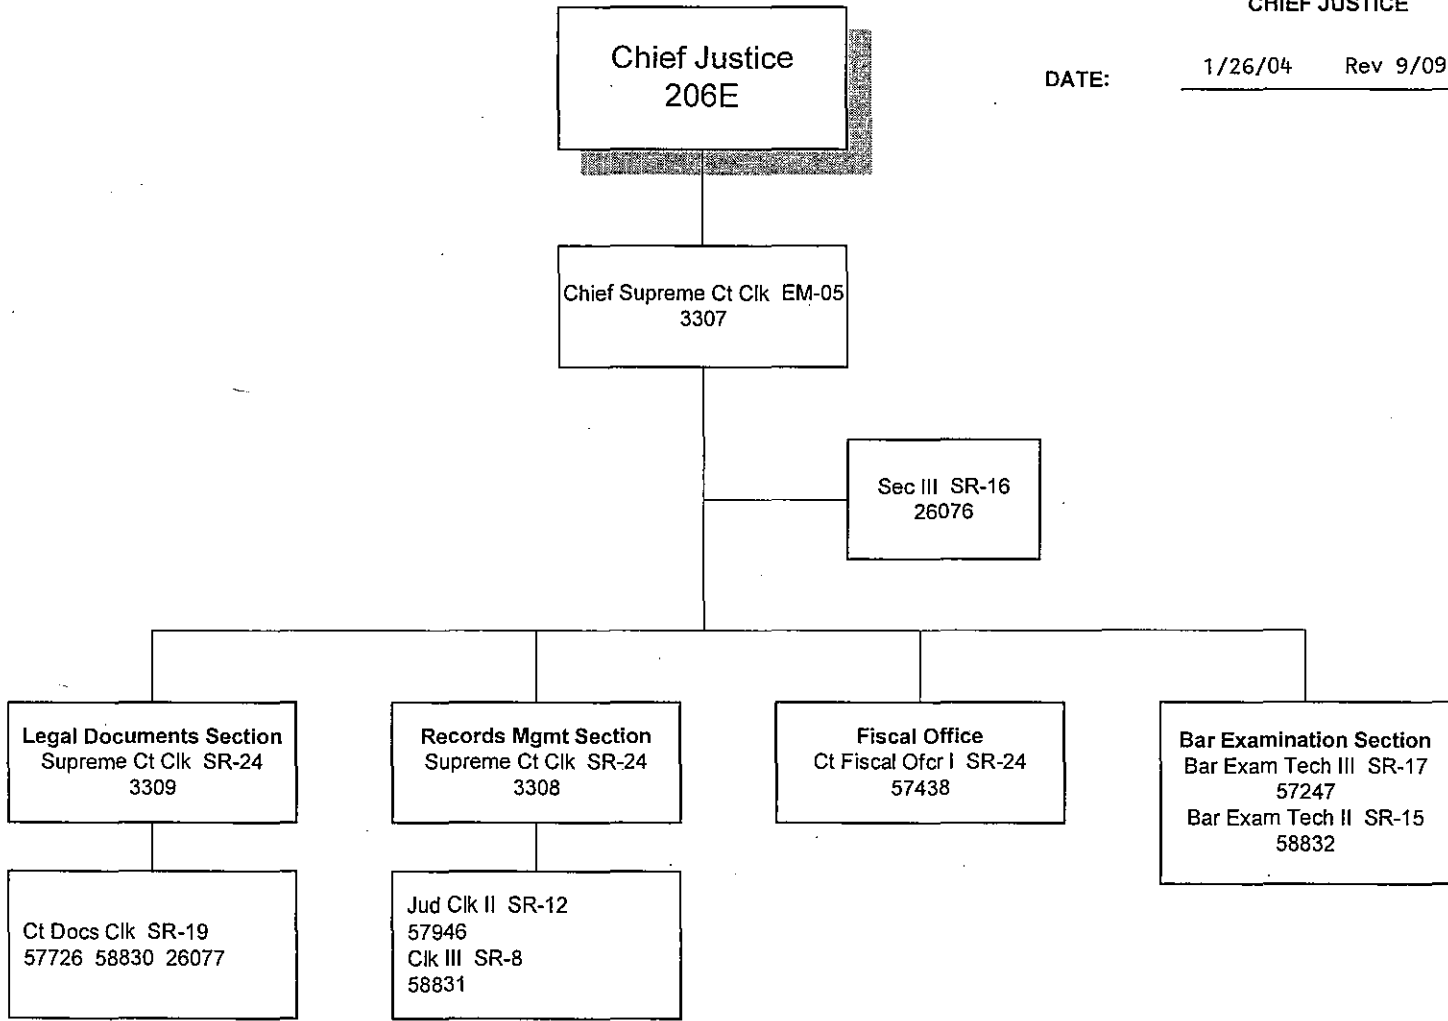 CHIEF JUSTICE
DATE: 1/26/04 Rev 9/09
Chief Justice
206E
Chief Supreme Ct Clk EM-05
3307
Sec III SR-16
26076
Legal Documents Section
Supreme Ct Clk SR-24
3309
Records Mgmt Section
Supreme Ct Clk SR-24
3308
Fiscal Office
Ct Fiscal Ofcr I SR-24
57438
Bar Examination Section
Bar Exam Tech III SR-17
57247
Bar Exam Tech II SR-15
58832
Ct Docs Clk SR-19
57726 58830 26077
Jud Clk II SR-12
57946
Clk III SR-8
58831